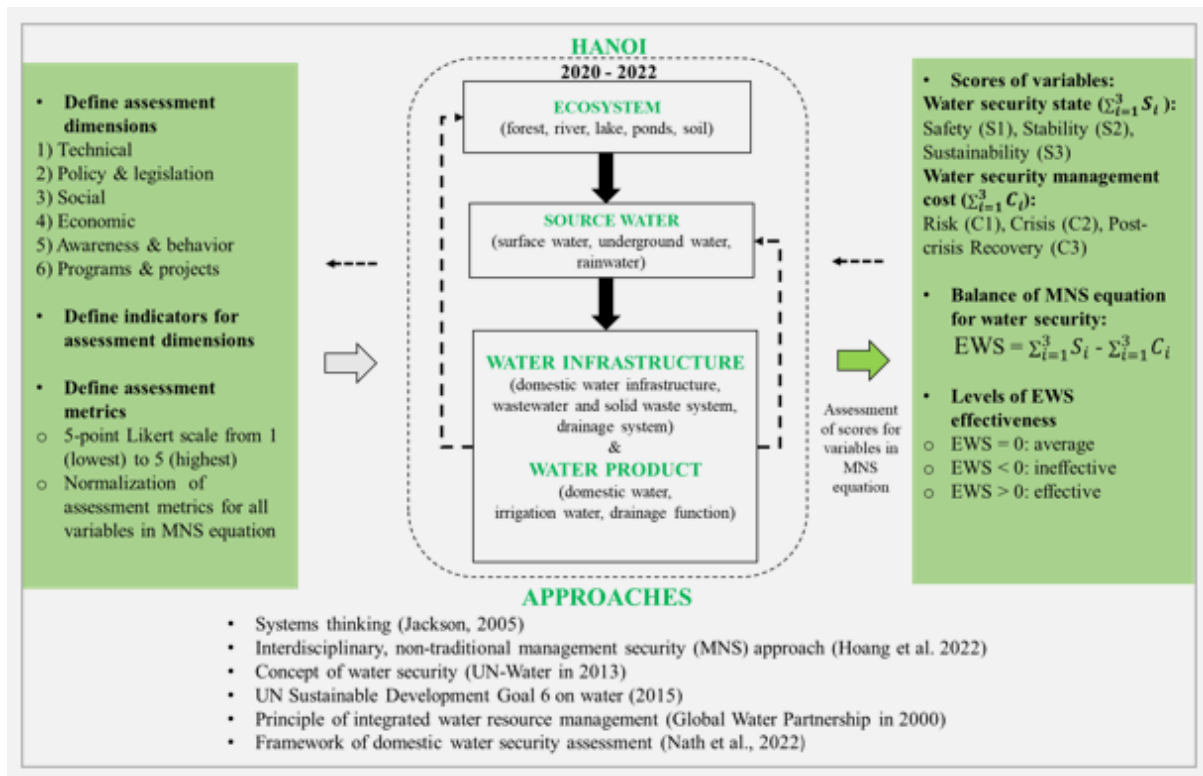 HANOI
2020 - 2022
• Define assessment
dimensions
1) Technical
2) Policy & legislation
3) Social
4) Economic
5) Awareness & behavior
6) Programs & projects
• Define indicators for
assessment dimensions
• Define assessment
metrics
o 5-point Likert scale from 1
(lowest) to 5 (highest)
o Normalization of
assessment metrics for all
variables in MNS equation
ECOSYSTEM
(forest, river, lake, ponds, soil)
SOURCE WATER
(surface water, underground water,
rainwater)
WATER INFRASTRUCTURE
(domestic water infrastructure,
wastewater and solid waste system,
drainage system)
&
WATER PRODUCT
(domestic water,
irrigation water, drainage function)
Assessment
of scores for
variables in
MNS
equation
• Scores of variables:
Water security state (∑³ᵢ₌₁ Sᵢ ):
Safety (S1), Stability (S2),
Sustainability (S3)
Water security management
cost (∑³ᵢ₌₁ Cᵢ):
Risk (C1), Crisis (C2), Post-
crisis Recovery (C3)
• Balance of MNS equation
for water security:
EWS = ∑³ᵢ₌₁ Sᵢ - ∑³ᵢ₌₁ Cᵢ
• Levels of EWS
effectiveness
o EWS = 0: average
o EWS < 0: ineffective
o EWS > 0: effective
APPROACHES
• Systems thinking (Jackson, 2005)
• Interdisciplinary, non-traditional management security (MNS) approach (Hoang et al. 2022)
• Concept of water security (UN-Water in 2013)
• UN Sustainable Development Goal 6 on water (2015)
• Principle of integrated water resource management (Global Water Partnership in 2000)
• Framework of domestic water security assessment (Nath et al., 2022)